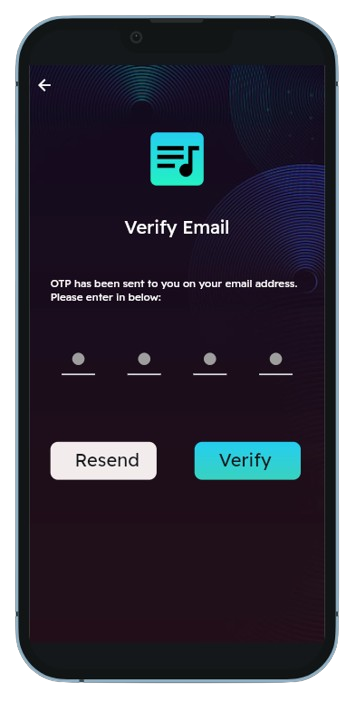 Verify Email
OTP has been sent to you on your email address.
Please enter in below:
Resend
Verify